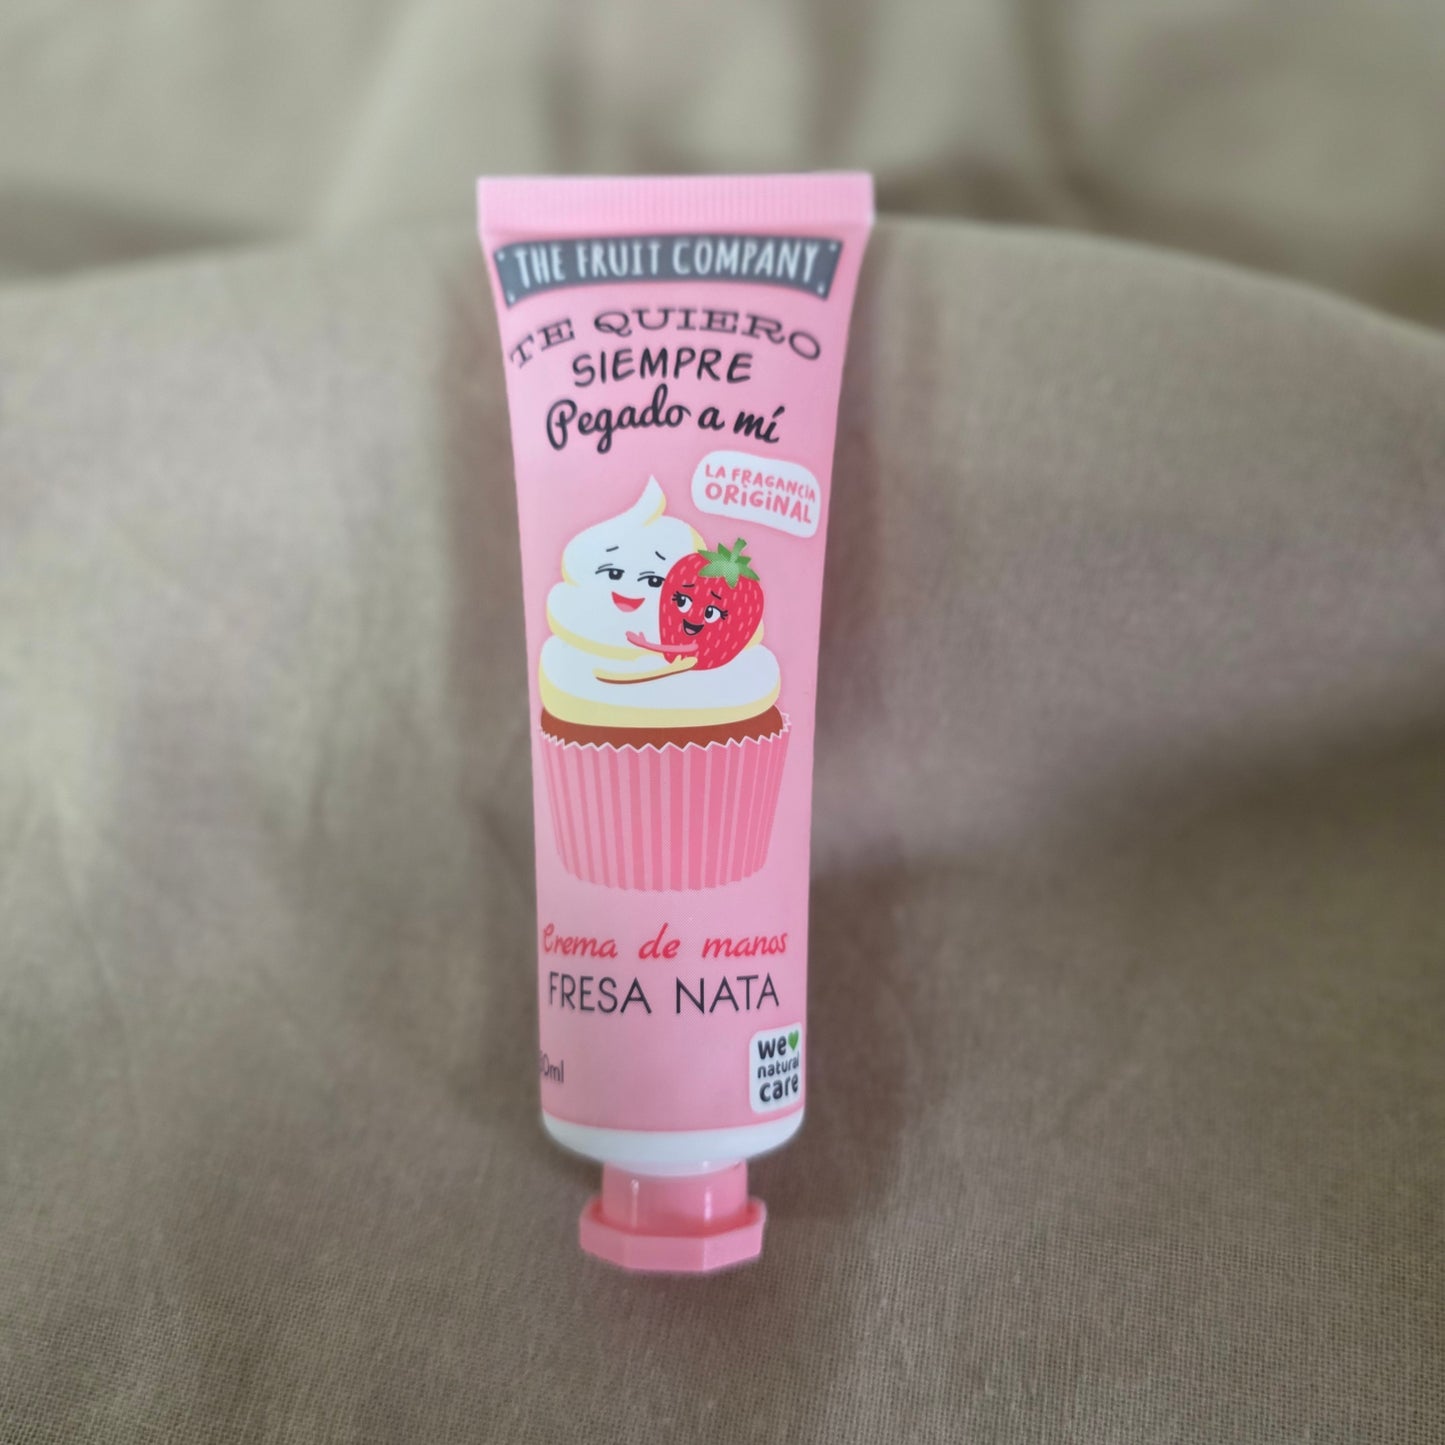 THE FRUIT COMPANY
TE QUIERO
SIEMPRE
Pegado a mí
LA FRAGANCIA
ORIGINAL
Crema de manos
FRESA NATA
we
natural
care